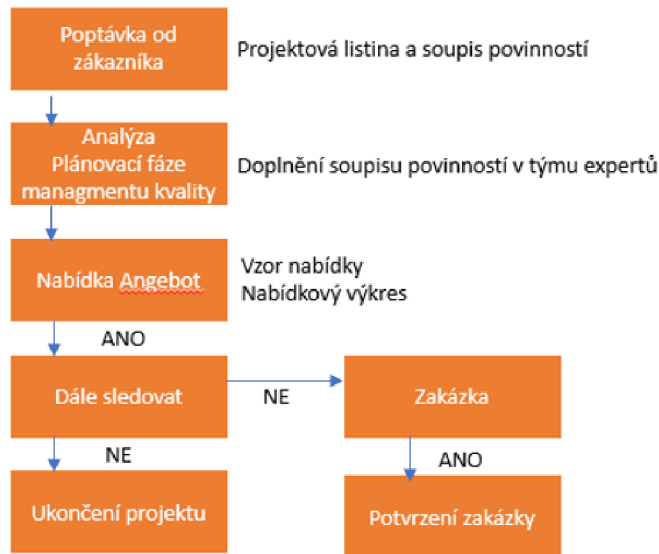 Poptávka od
zákazníka
Projektová listina a soupis povinností
Analýza
Plánovací fáze
managmentu kvality
Doplnění soupisu povinností v týmu expertů
Nabídka Angebot
Vzor nabídky
Nabídkový výkres
ANO
Dále sledovat
NE
Zakázka
NE
ANO
Ukončení projektu
Potvrzení zakázky